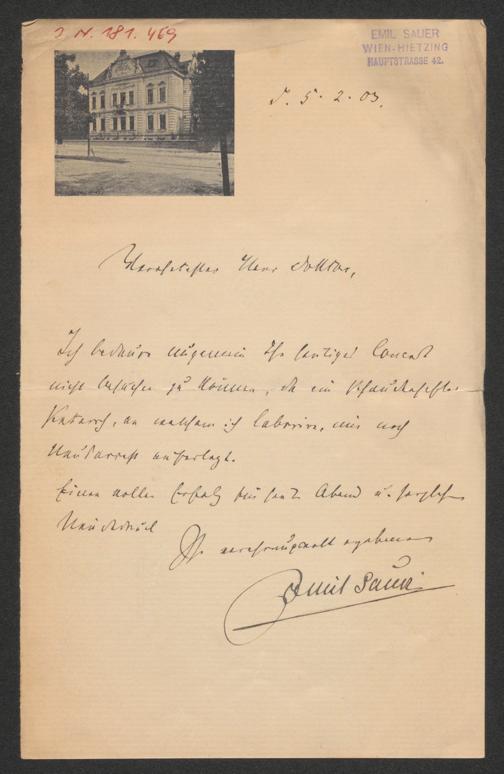 I. N. 181.469
EMIL SAUER
WIEN-HIETZING
HAUPTSTRASSE 42.
d. 5. 2. 03.
Verehrtester Herr Doktor,
Ich bedaure ungemein Ihr heutiges Concert
nicht besuchen zu können, da ein
Katarrh, an welchem ich laborire, mir noch
Hausarrest auferlegt.
Einen vollen Erfolg für heute Abend u. herzlichen
Händedruck
Ihr verehrungsvoll ergebener
Emil Sauer